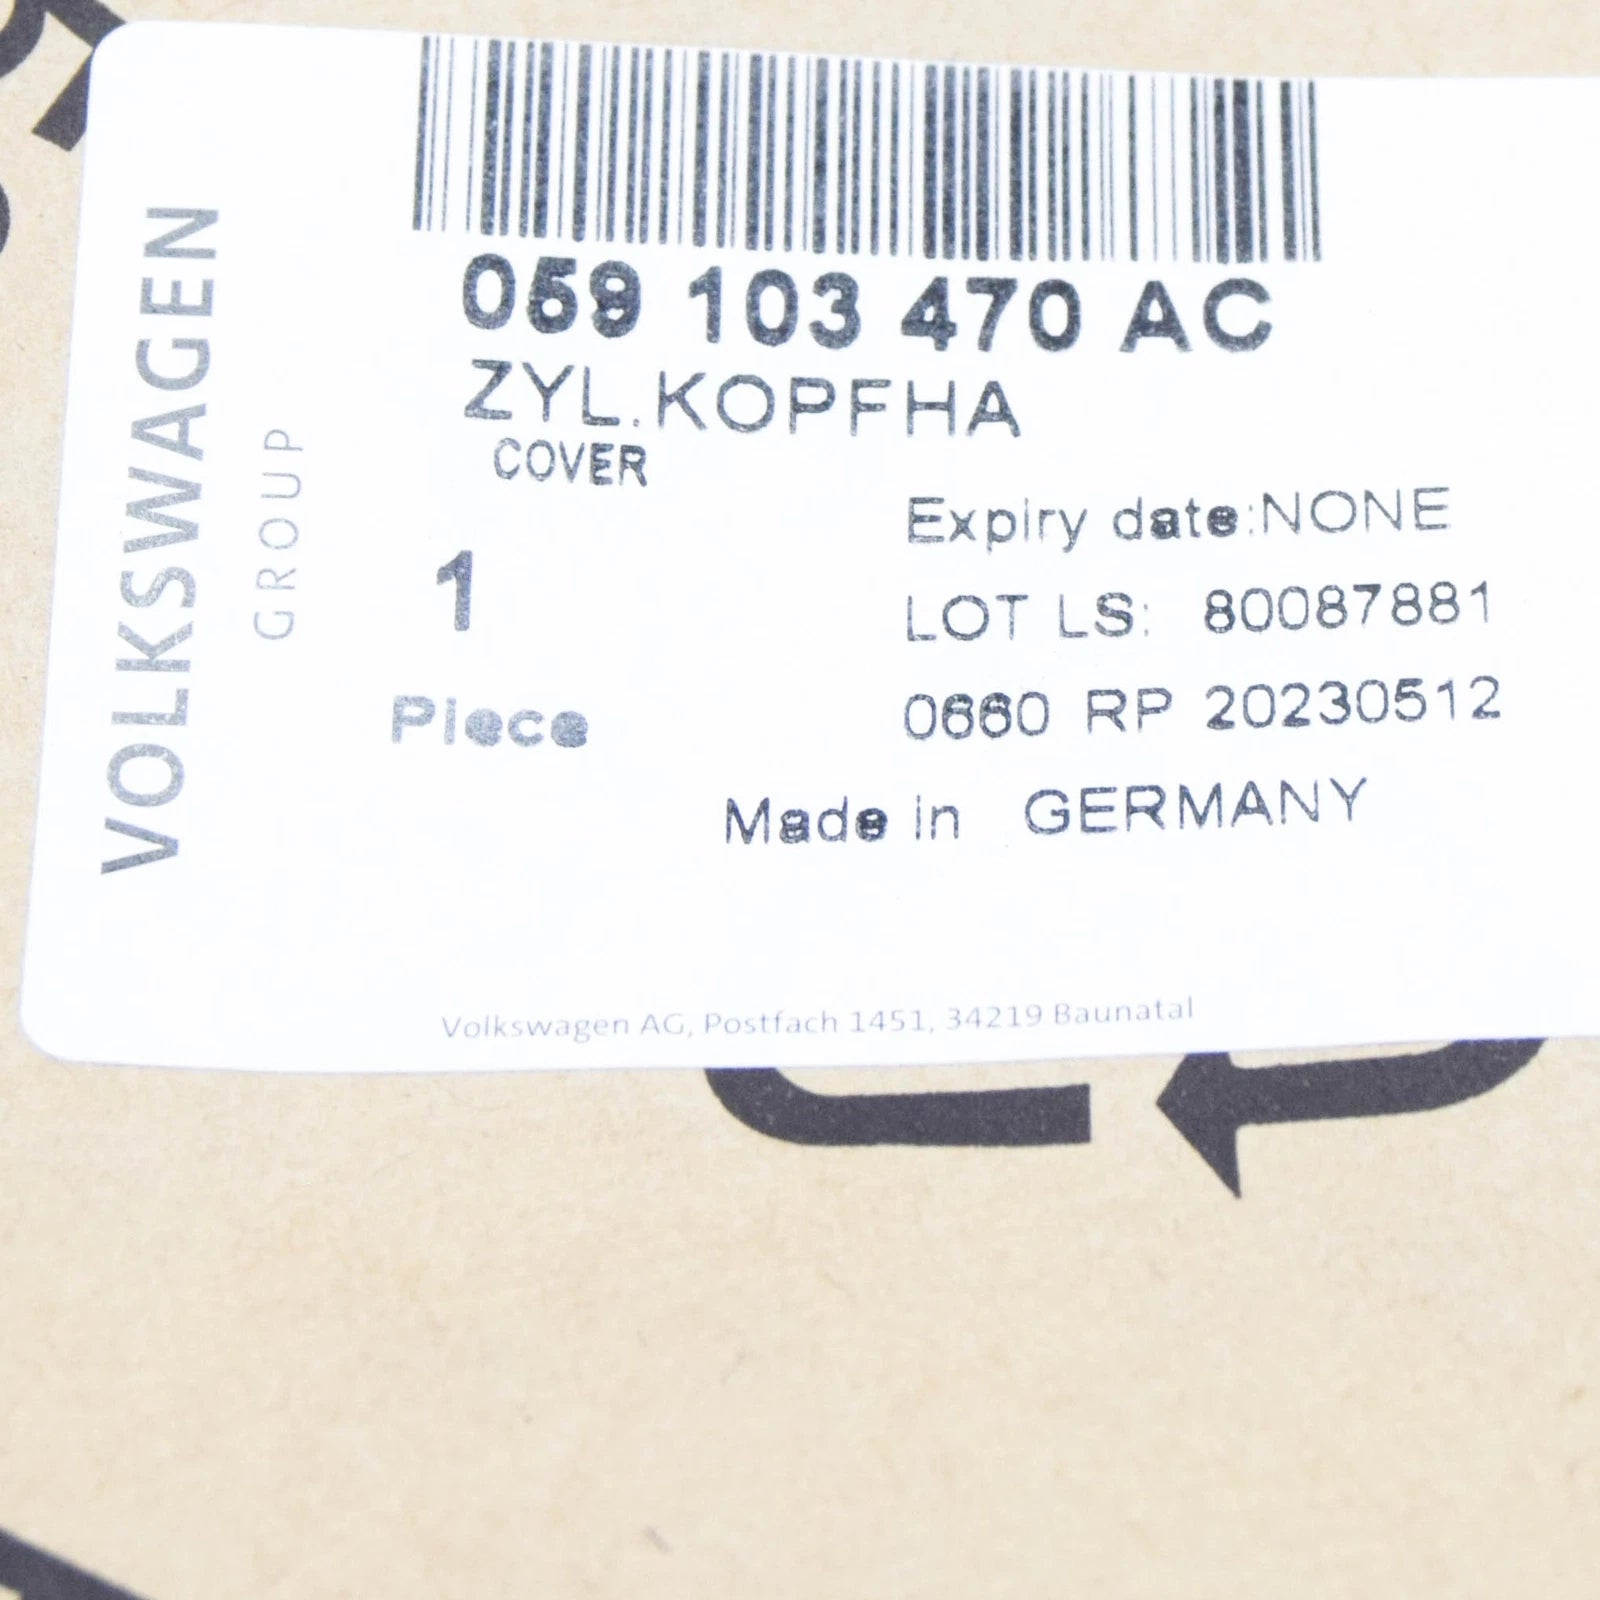 VOLKSWAGEN
GROUP
059 103 470 AC
ZYL.KOPFHA
COVER
1
Piece
Expiry date:NONE
LOT LS: 80087881
0660 RP 20230512
Made in GERMANY
Volkswagen AG, Postfach 1451, 34219 Baunatal